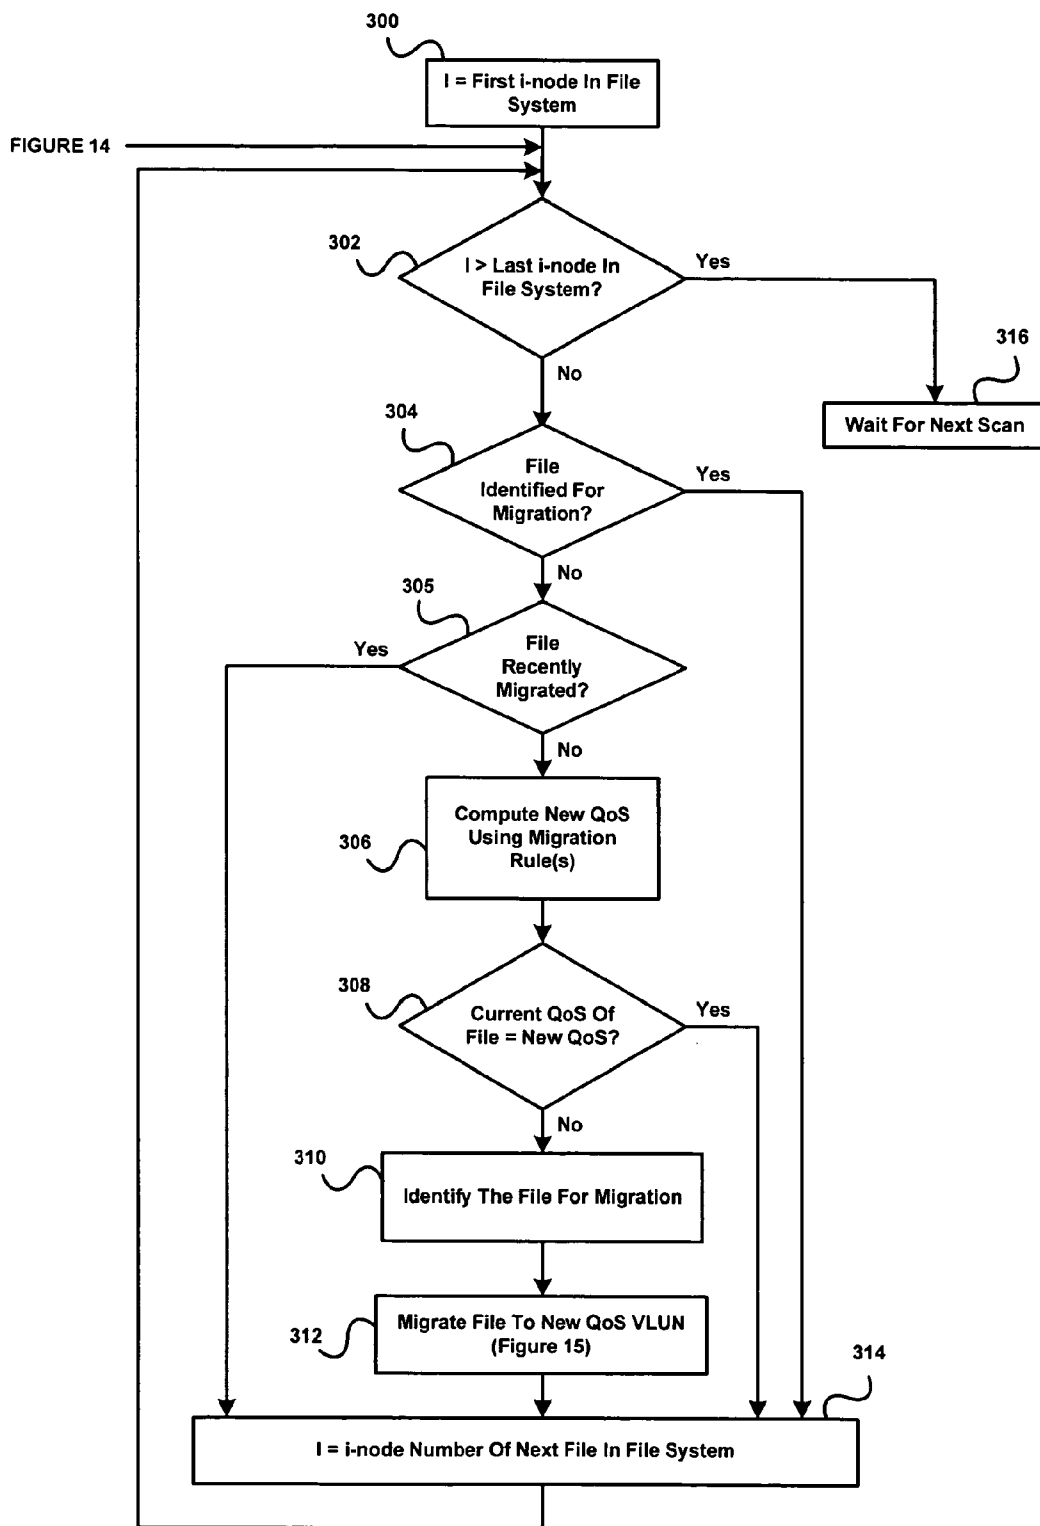 300
I = First i-node In File
System
FIGURE 14
302
I > Last i-node In
File System?
Yes
316
No
Wait For Next Scan
304
File
Identified For
Migration?
Yes
No
305
Yes
File
Recently
Migrated?
No
Compute New QoS
Using Migration
Rule(s)
306
308
Current QoS Of
File = New QoS?
Yes
No
310
Identify The File For Migration
Migrate File To New QoS VLUN
(Figure 15)
312
314
I = i-node Number Of Next File In File System